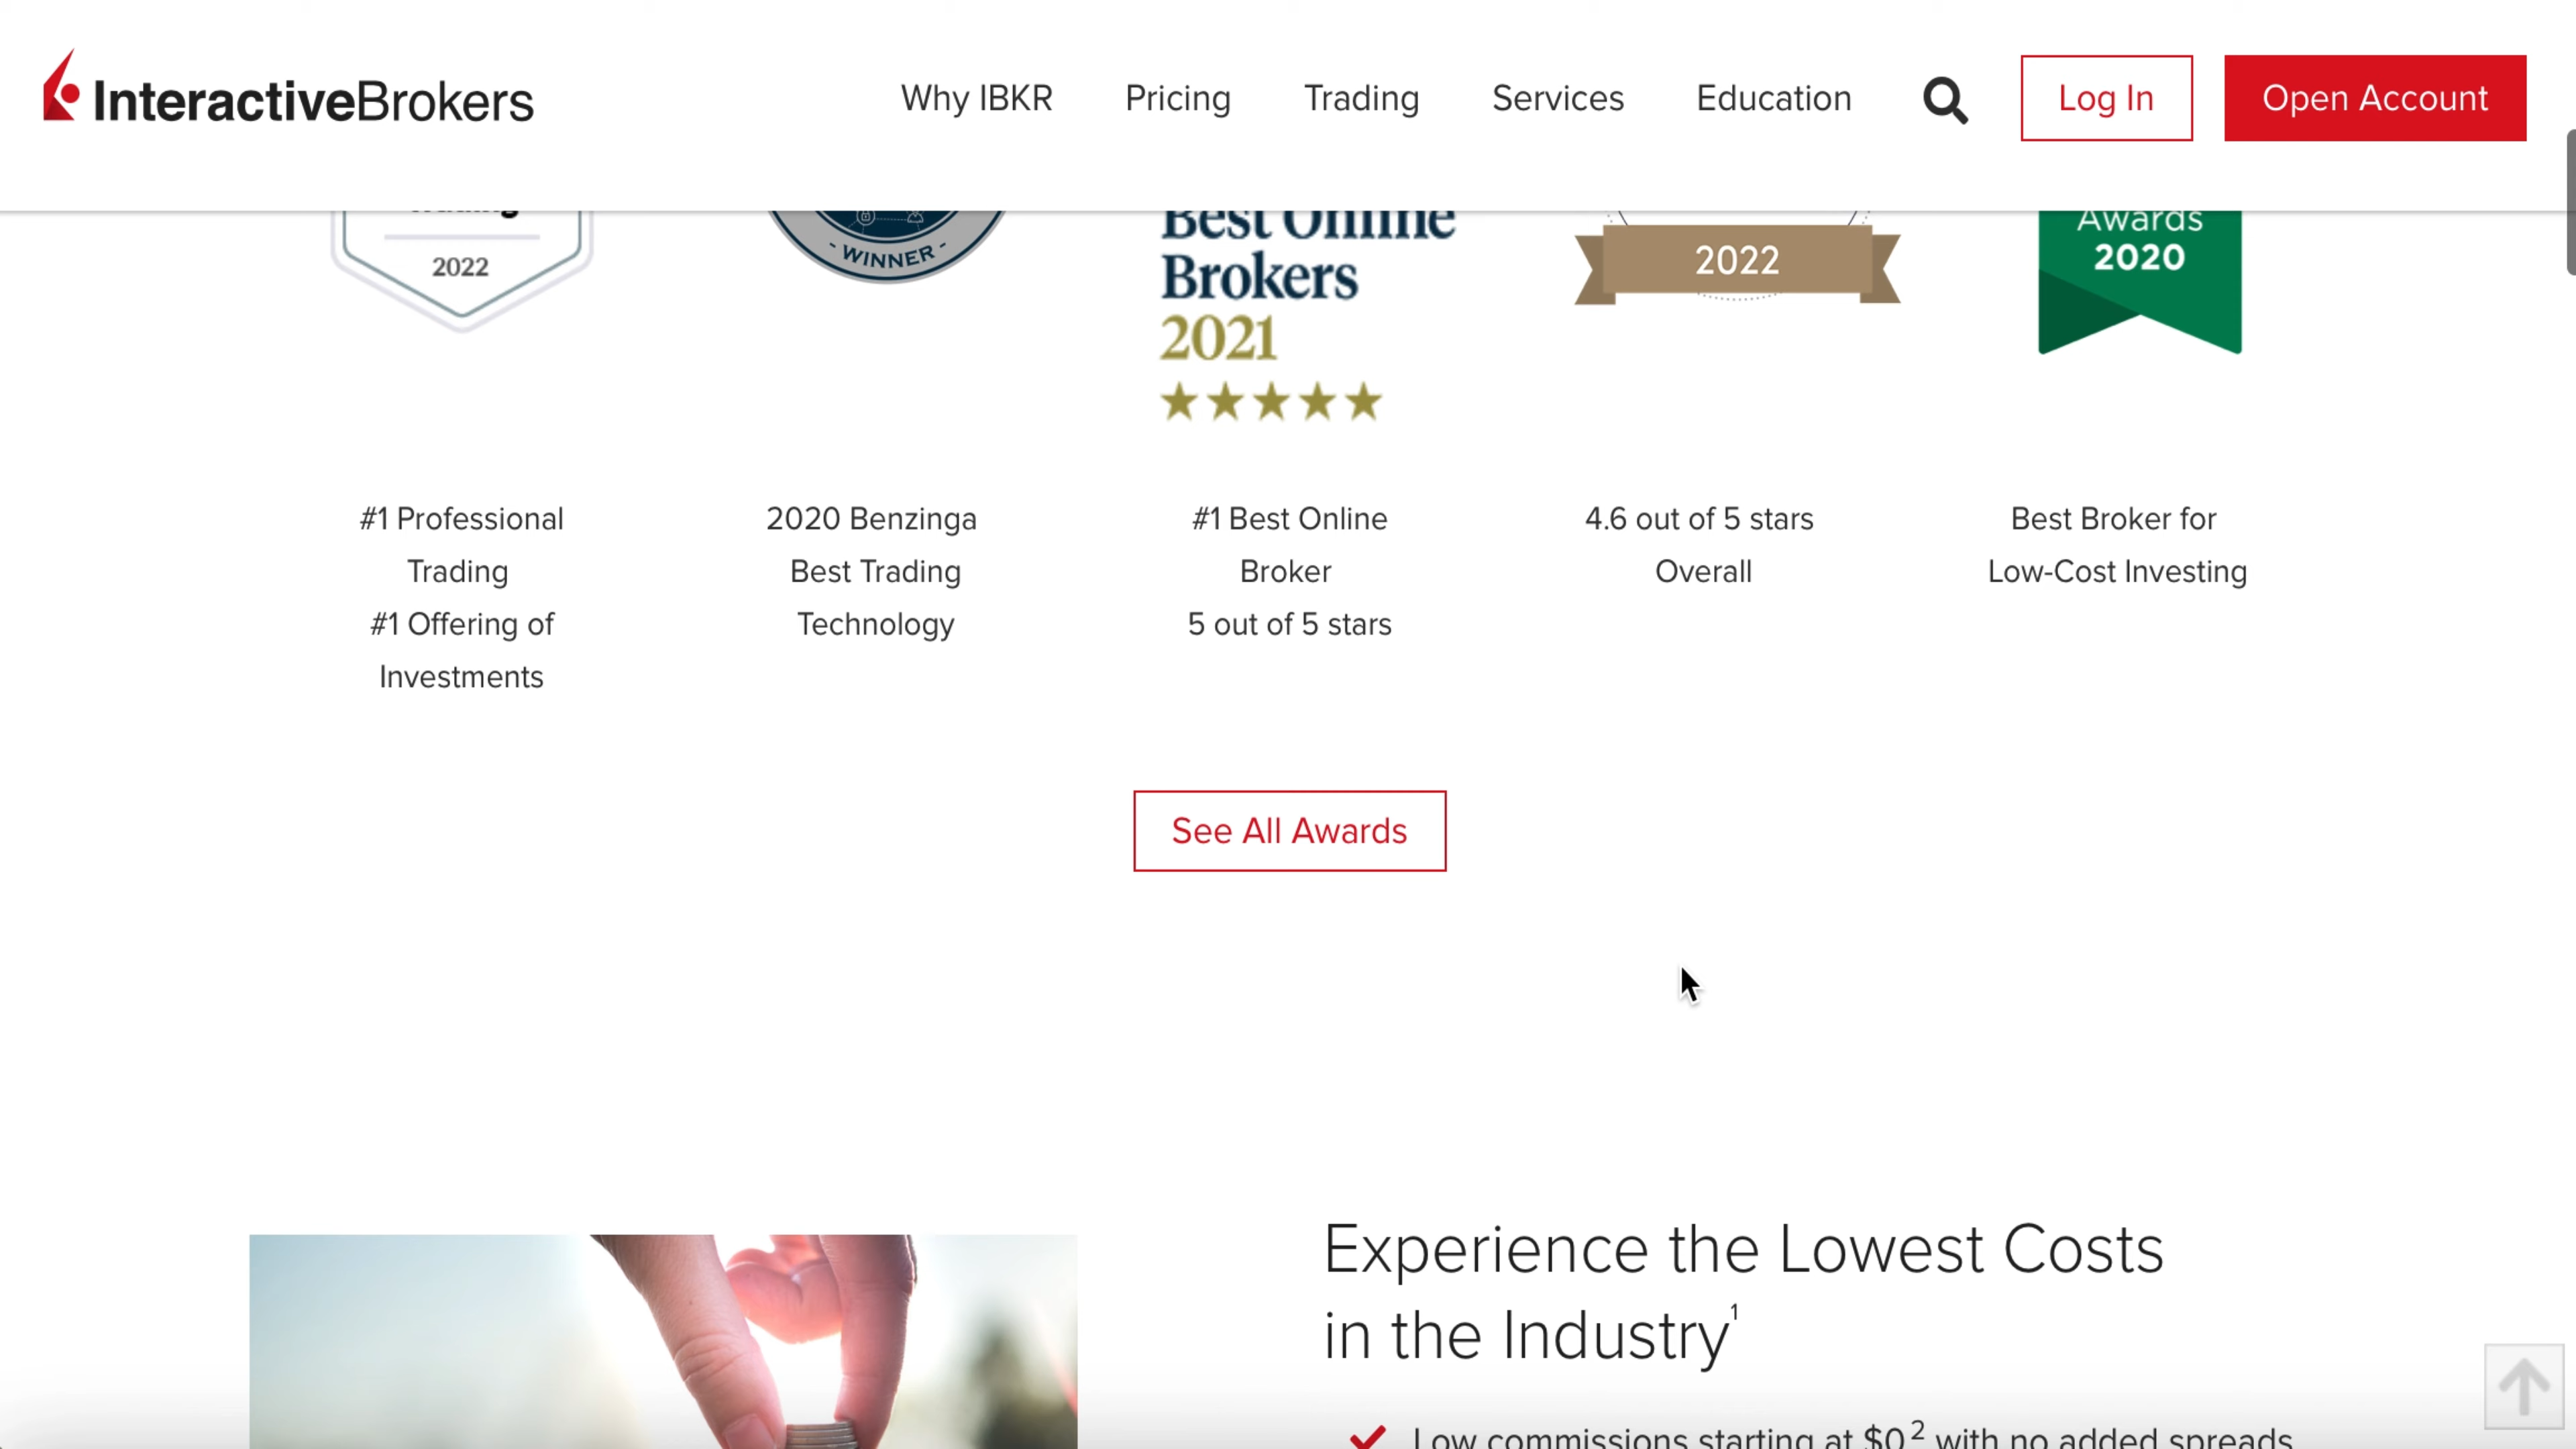 InteractiveBrokers
Why IBKR
Pricing
Trading
Services
Education
Log In
Open Account
2022
- WINNER -
Best Online
Brokers
2021
2022
Awards
2020
#1 Professional
Trading
#1 Offering of
Investments
2020 Benzinga
Best Trading
Technology
#1 Best Online
Broker
5 out of 5 stars
4.6 out of 5 stars
Overall
Best Broker for
Low-Cost Investing
See All Awards
Experience the Lowest Costs
in the Industry1
Low commissions starting at $0 2 with no added spreads